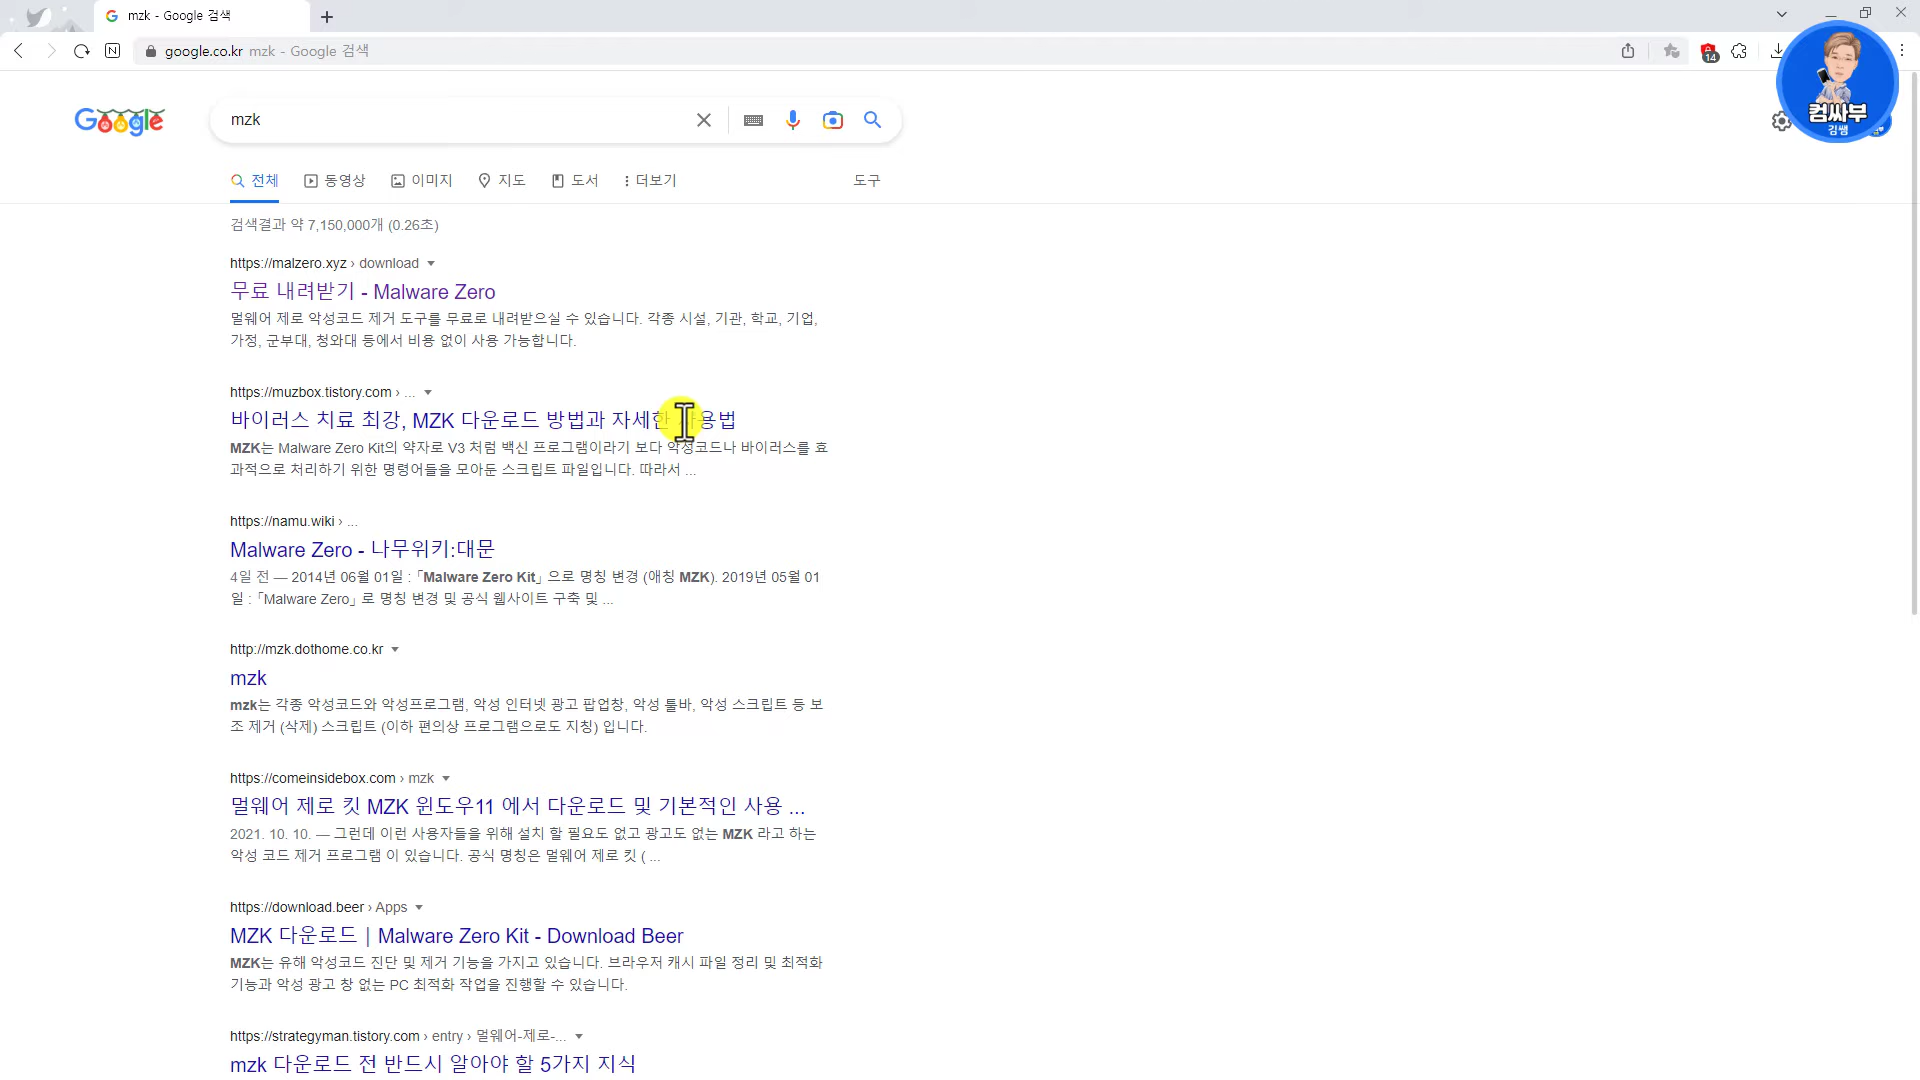 mzk - Google 검색
google.co.kr mzk - Google 검색
14
컴싸부
김쌤
Google
mzk
전체 동영상 이미지 지도 도서 더보기 도구
검색결과 약 7,150,000개 (0.26초)
https://malzero.xyz › download
무료 내려받기 - Malware Zero
멀웨어 제로 악성코드 제거 도구를 무료로 내려받으실 수 있습니다. 각종 시설, 기관, 학교, 기업,
가정, 군부대, 청와대 등에서 비용 없이 사용 가능합니다.
https://muzbox.tistory.com › ...
바이러스 치료 최강, MZK 다운로드 방법과 자세한 사용법
MZK는 Malware Zero Kit의 약자로 V3 처럼 백신 프로그램이라기 보다 악성코드나 바이러스를 효
과적으로 처리하기 위한 명령어들을 모아둔 스크립트 파일입니다. 따라서 ...
https://namu.wiki › ...
Malware Zero - 나무위키:대문
4일 전 — 2014년 06월 01일 :「Malware Zero Kit」으로 명칭 변경 (애칭 MZK). 2019년 05월 01
일 :「Malware Zero」로 명칭 변경 및 공식 웹사이트 구축 및 ...
http://mzk.dothome.co.kr
mzk
mzk는 각종 악성코드와 악성프로그램, 악성 인터넷 광고 팝업창, 악성 툴바, 악성 스크립트 등 보
조 제거 (삭제) 스크립트 (이하 편의상 프로그램으로도 지칭) 입니다.
https://comeinsidebox.com › mzk
멀웨어 제로 킷 MZK 윈도우11 에서 다운로드 및 기본적인 사용 ...
2021. 10. 10. — 그런데 이런 사용자들을 위해 설치 할 필요도 없고 광고도 없는 MZK 라고 하는
악성 코드 제거 프로그램 이 있습니다. 공식 명칭은 멀웨어 제로 킷 ( ...
https://download.beer › Apps
MZK 다운로드 | Malware Zero Kit - Download Beer
MZK는 유해 악성코드 진단 및 제거 기능을 가지고 있습니다. 브라우저 캐시 파일 정리 및 최적화
기능과 악성 광고 창 없는 PC 최적화 작업을 진행할 수 있습니다.
https://strategyman.tistory.com › entry › 멀웨어-제로-...
mzk 다운로드 전 반드시 알아야 할 5가지 지식